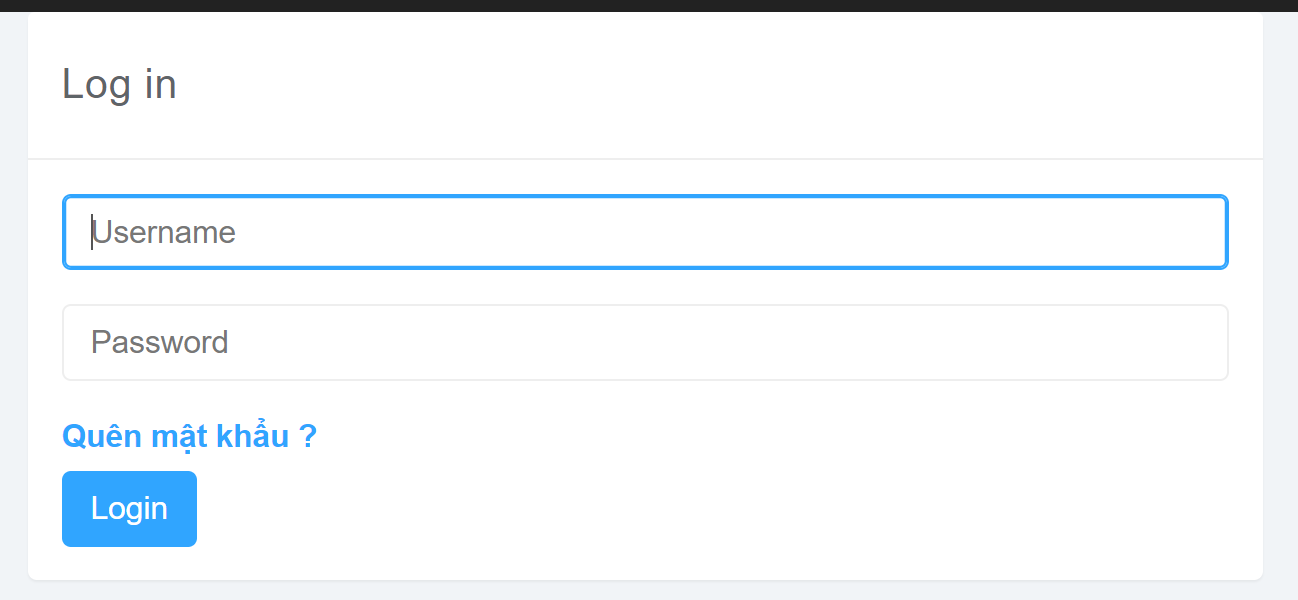 Log in
Username
Password
Quên mật khẩu ?
Login